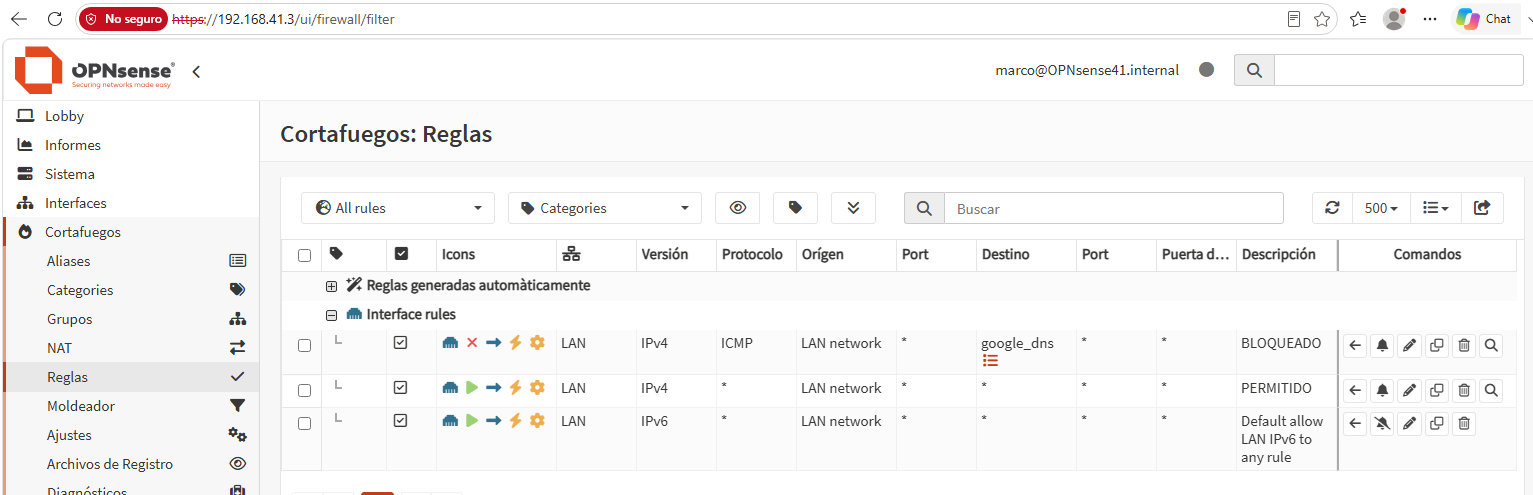 No seguro https://192.168.41.3/ui/firewall/filter Chat
OPNsense
Securing networks made easy
marco@OPNsense41.internal
Lobby
Informes
Sistema
Interfaces
Cortafuegos
Aliases
Categories
Grupos
NAT
Reglas
Moldeador
Ajustes
Archivos de Registro
Diagnósticos
Cortafuegos: Reglas
All rules Categories Buscar 500
Icons Versión Protocolo Orígen Port Destino Port Puerta d... Descripción Comandos
Reglas generadas automàticamente
Interface rules
LAN IPv4 ICMP LAN network * google_dns * * BLOQUEADO
LAN IPv4 * LAN network * * * * PERMITIDO
LAN IPv6 * LAN network * * * * Default allow
LAN IPv6 to
any rule